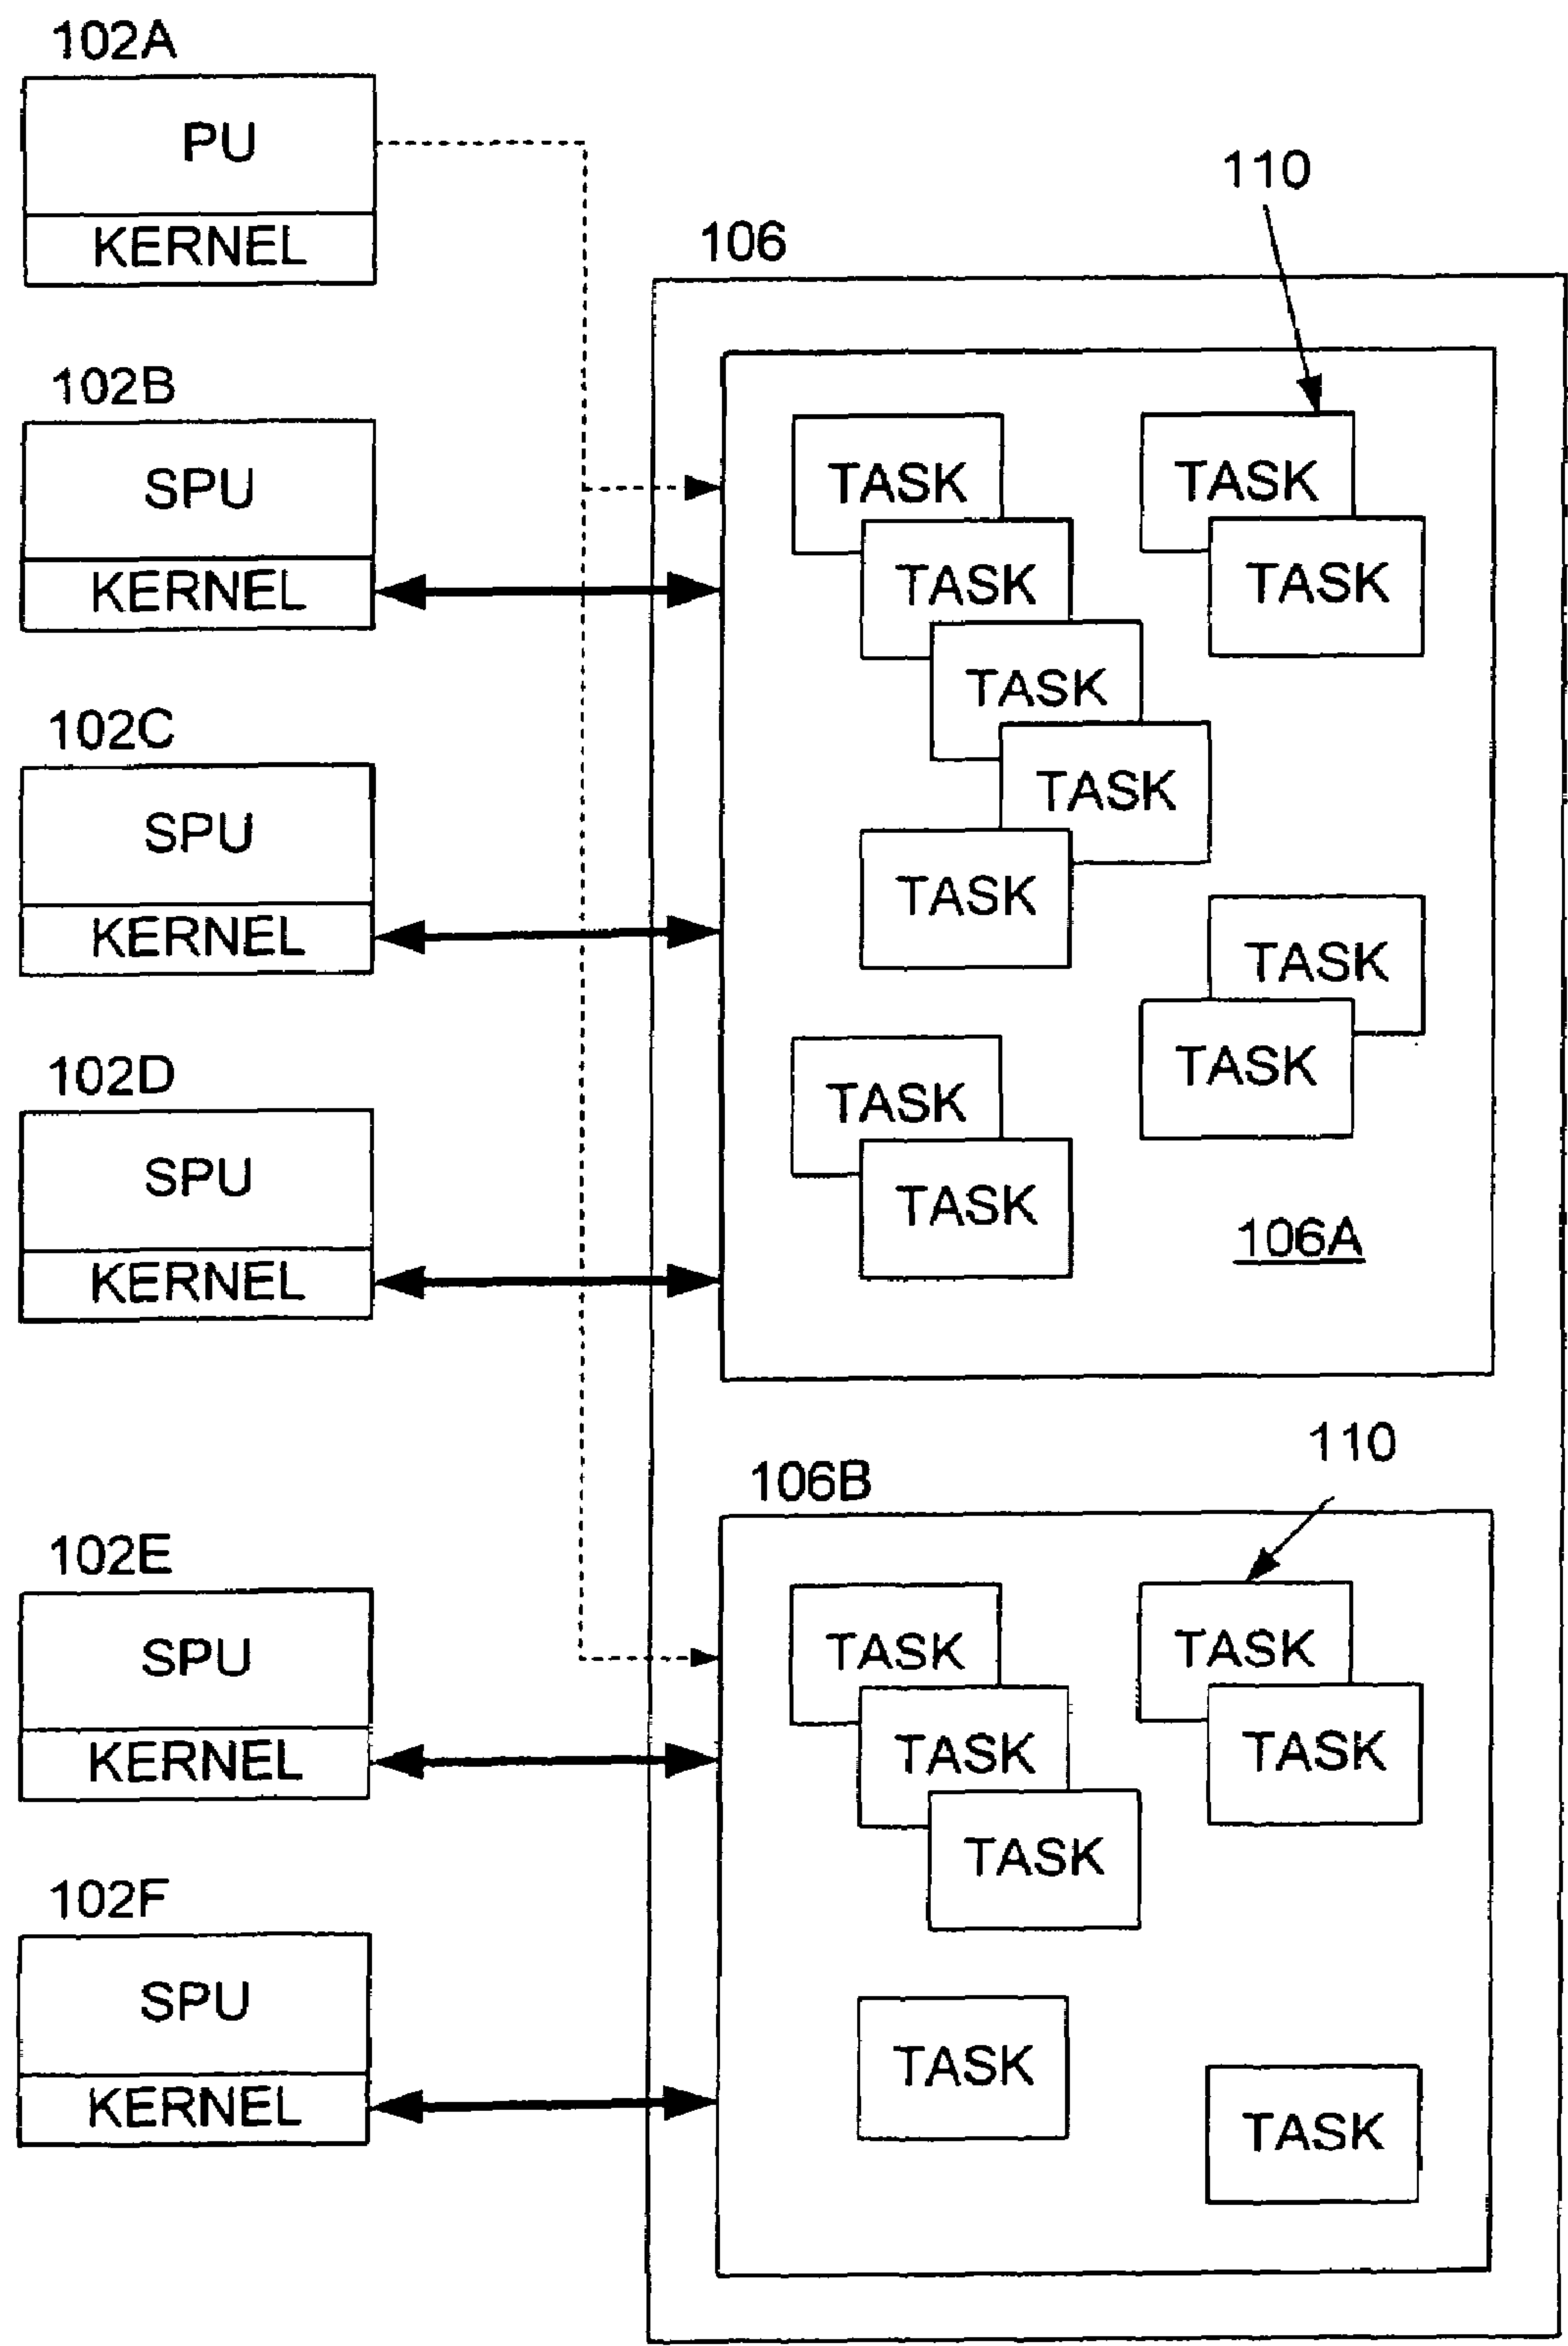 102A
PU
KERNEL
102B
SPU
KERNEL
102C
SPU
KERNEL
102D
SPU
KERNEL
102E
SPU
KERNEL
102F
SPU
KERNEL
106
110
TASK
TASK
TASK
TASK
TASK
TASK
TASK
TASK
TASK
TASK
TASK
106A
106B
110
TASK
TASK
TASK
TASK
TASK
TASK
TASK